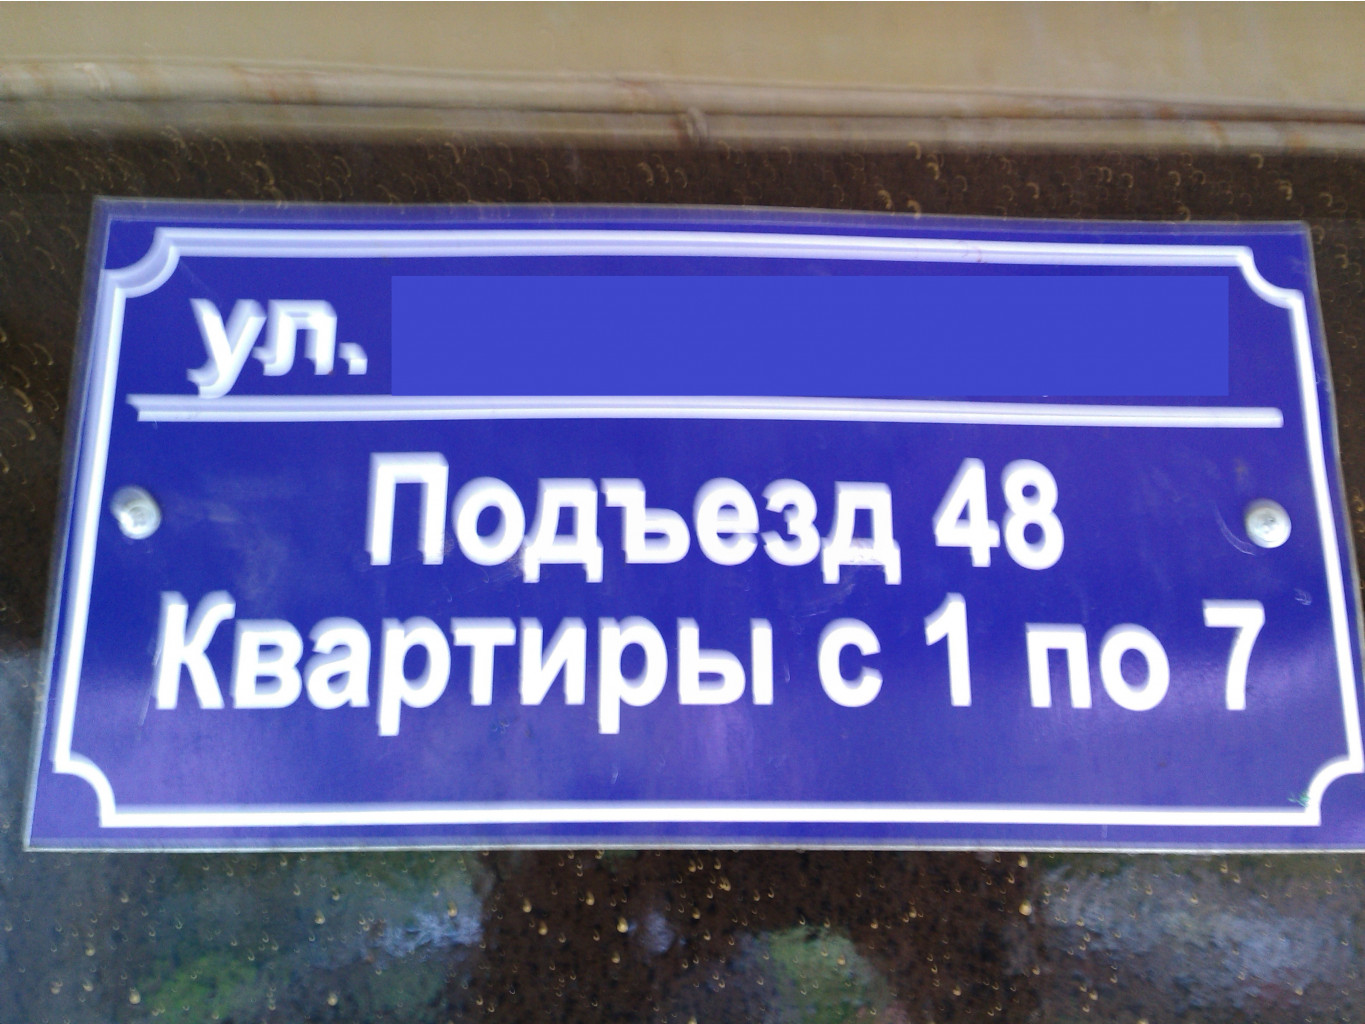 ул.
Подъезд 48
Квартиры с 1 по 7